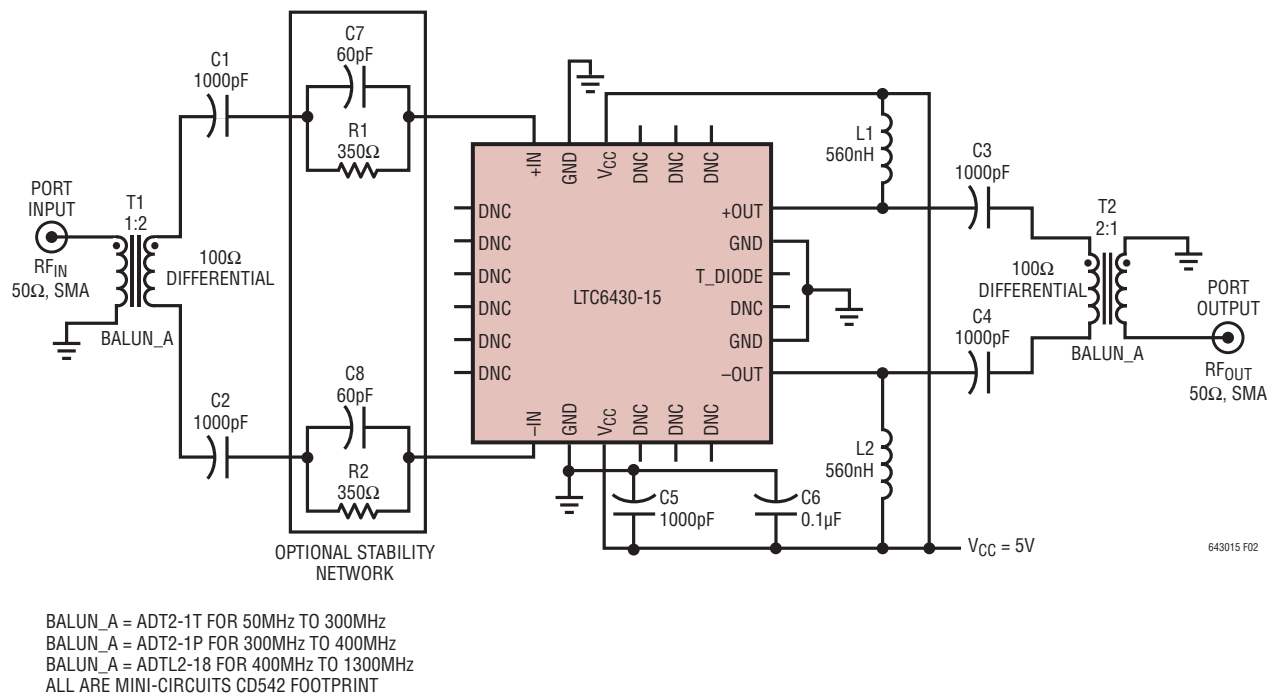 C1
1000pF
C7
60pF
R1
350Ω
PORT
INPUT
RFIN
50Ω, SMA
T1
1:2
100Ω
DIFFERENTIAL
BALUN_A
C2
1000pF
C8
60pF
R2
350Ω
OPTIONAL STABILITY
NETWORK
+IN
GND
VCC
DNC
DNC
DNC
DNC
DNC
DNC
DNC
DNC
DNC
LTC6430-15
+OUT
GND
T_DIODE
DNC
GND
–OUT
–IN
GND
VCC
DNC
DNC
DNC
L1
560nH
C3
1000pF
T2
2:1
100Ω
DIFFERENTIAL
C4
1000pF
BALUN_A
PORT
OUTPUT
RFOUT
50Ω, SMA
L2
560nH
C5
1000pF
C6
0.1µF
VCC = 5V
643015 F02
BALUN_A = ADT2-1T FOR 50MHz TO 300MHz
BALUN_A = ADT2-1P FOR 300MHz TO 400MHz
BALUN_A = ADTL2-18 FOR 400MHz TO 1300MHz
ALL ARE MINI-CIRCUITS CD542 FOOTPRINT